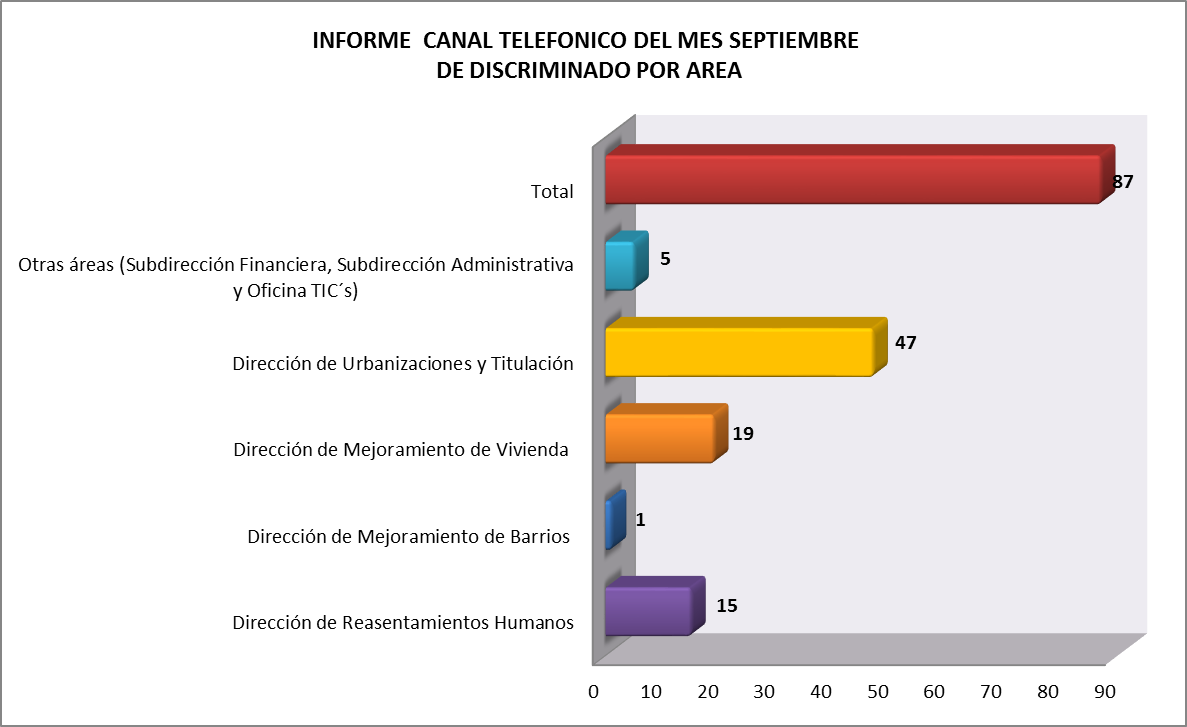 INFORME CANAL TELEFONICO DEL MES SEPTIEMBRE
DE DISCRIMINADO POR AREA
Total
87
Otras áreas (Subdirección Financiera, Subdirección Administrativa
y Oficina TIC´s)
5
Dirección de Urbanizaciones y Titulación
47
Dirección de Mejoramiento de Vivienda
19
Dirección de Mejoramiento de Barrios
1
Dirección de Reasentamientos Humanos
15
0 10 20 30 40 50 60 70 80 90